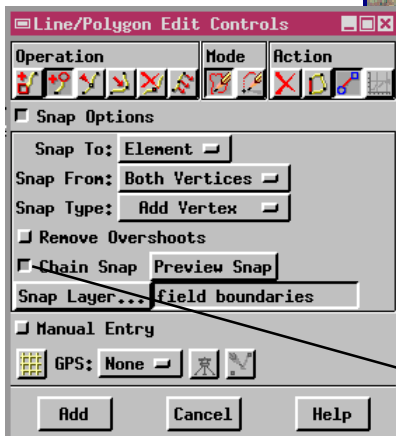 Line/Polygon Edit Controls
Operation Mode Action
Snap Options
Snap To: Element
Snap From: Both Vertices
Snap Type: Add Vertex
Remove Overshoots
Chain Snap Preview Snap
Snap Layer... field boundaries
Manual Entry
GPS: None
Add Cancel Help